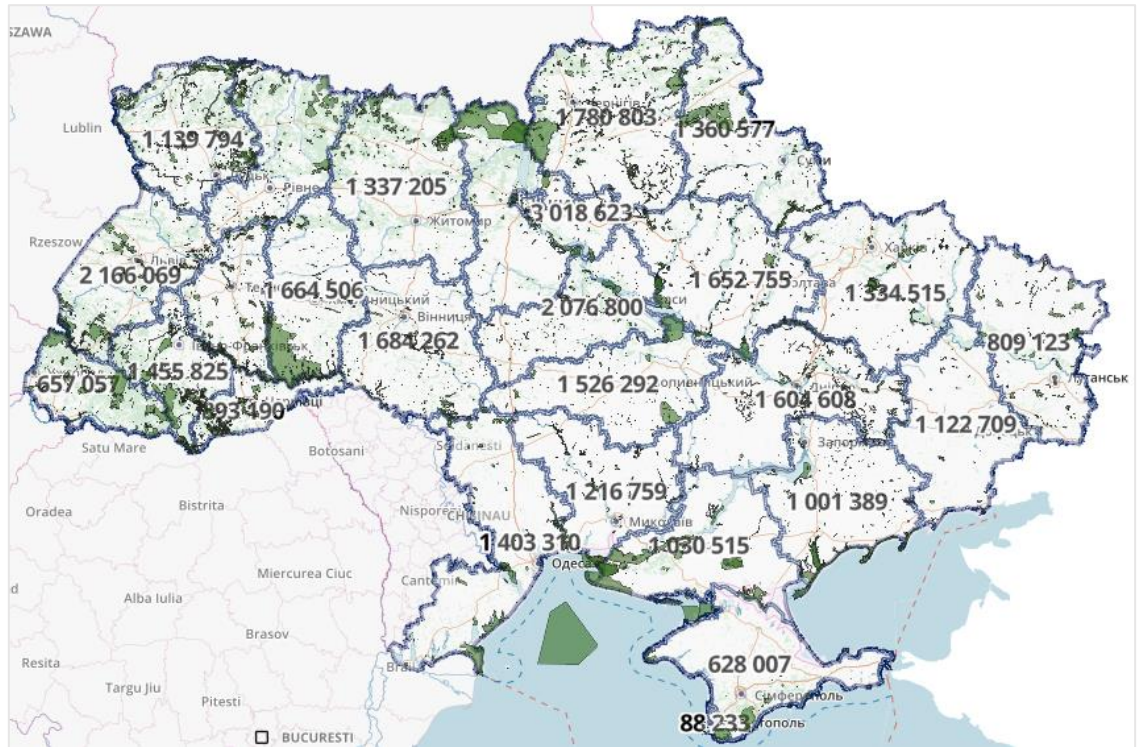 SZAWA
Чернігів
1 780 803
Lublin
1 139 794
1 360 577
Суми
Рівне
1 337 205
3 018 623
Житомир
Rzeszow
Львів
Харків
2 166 069
1 664 506
1 652 755
1 334 515
2 076 800
Вінниця
1 684 262
809 123
Луганськ
1 455 825
657 057
1 526 292
1 604 608
893 490
1 122 709
Satu Mare
Botosani
Soldanesti
Запоріжжя
Oradea
Bistrita
Nisporeni
CHISINAU
1 216 759
Миколаїв
1 001 389
1 403 310
1 030 515
Одеса
Miercurea Ciuc
Cantemir
Alba Iulia
Brasov
628 007
Resita
Targu Jiu
Pitesti
Сімферополь
88 233
BUCURESTI